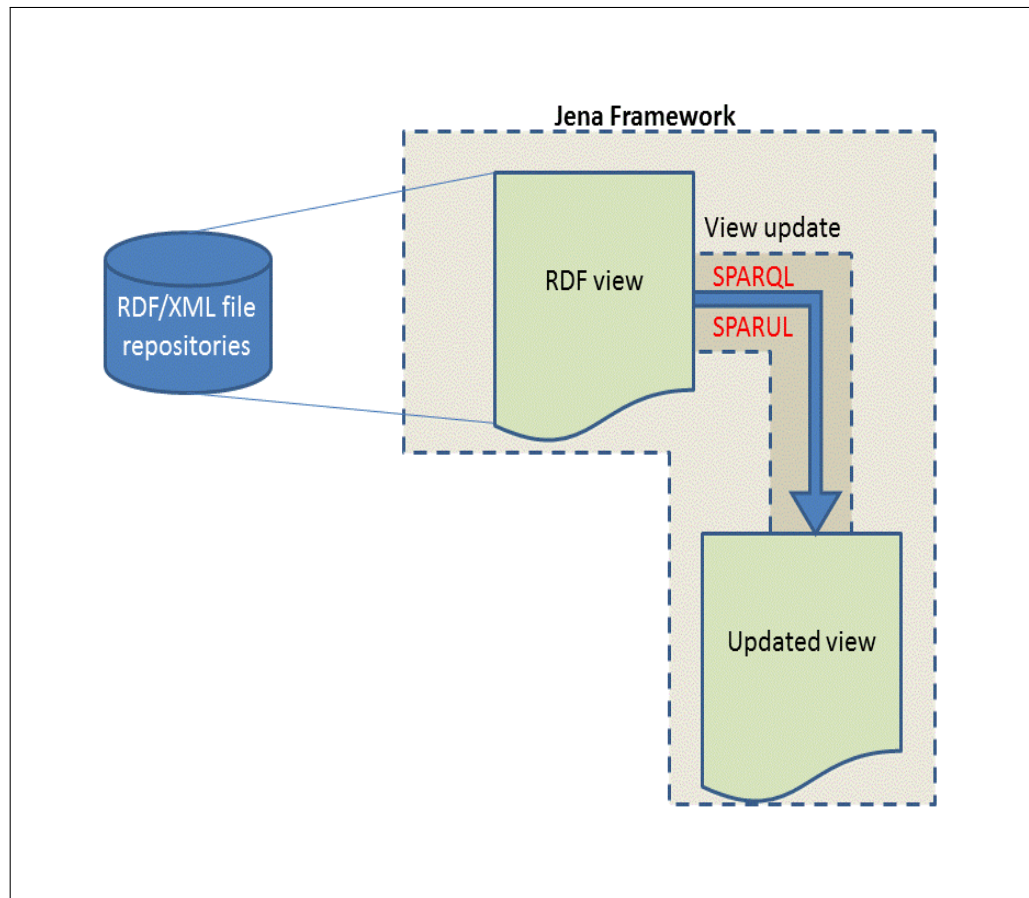 Jena Framework
View update
RDF view
SPARQL
RDF/XML file
repositories
SPARUL
Updated view